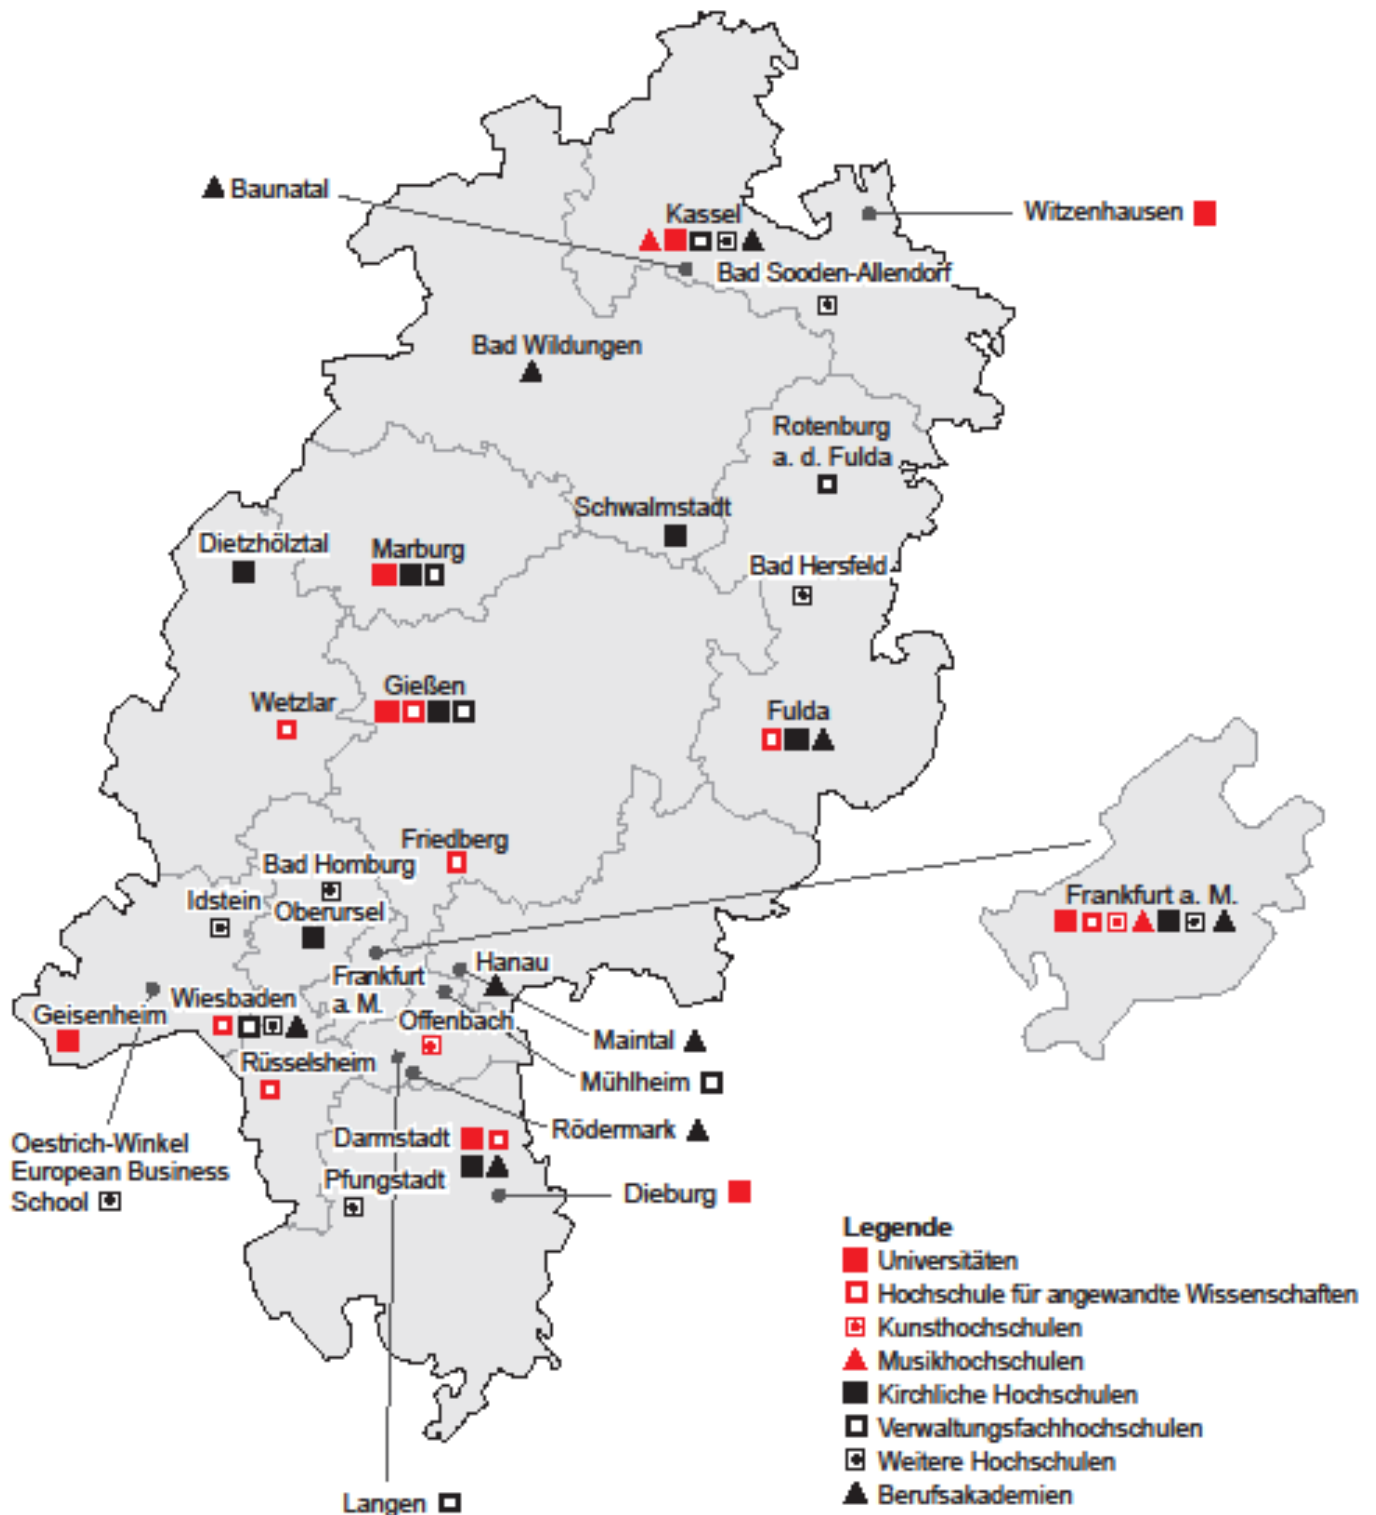 Baunatal
Kassel
Witzenhausen
Bad Sooden-Allendorf
Bad Wildungen
Rotenburg
a. d. Fulda
Schwalmstadt
Dietzhölztal
Marburg
Bad Hersfeld
Gießen
Wetzlar
Fulda
Friedberg
Bad Homburg
Idstein
Oberursel
Frankfurt a. M.
Hanau
Frankfurt
a. M.
Wiesbaden
Geisenheim
Offenbach
Maintal
Rüsselsheim
Mühlheim
Rödermark
Darmstadt
Oestrich-Winkel
European Business
School
Pfungstadt
Dieburg
Legende
Universitäten
Hochschule für angewandte Wissenschaften
Kunsthochschulen
Musikhochschulen
Kirchliche Hochschulen
Verwaltungsfachhochschulen
Weitere Hochschulen
Berufsakademien
Langen